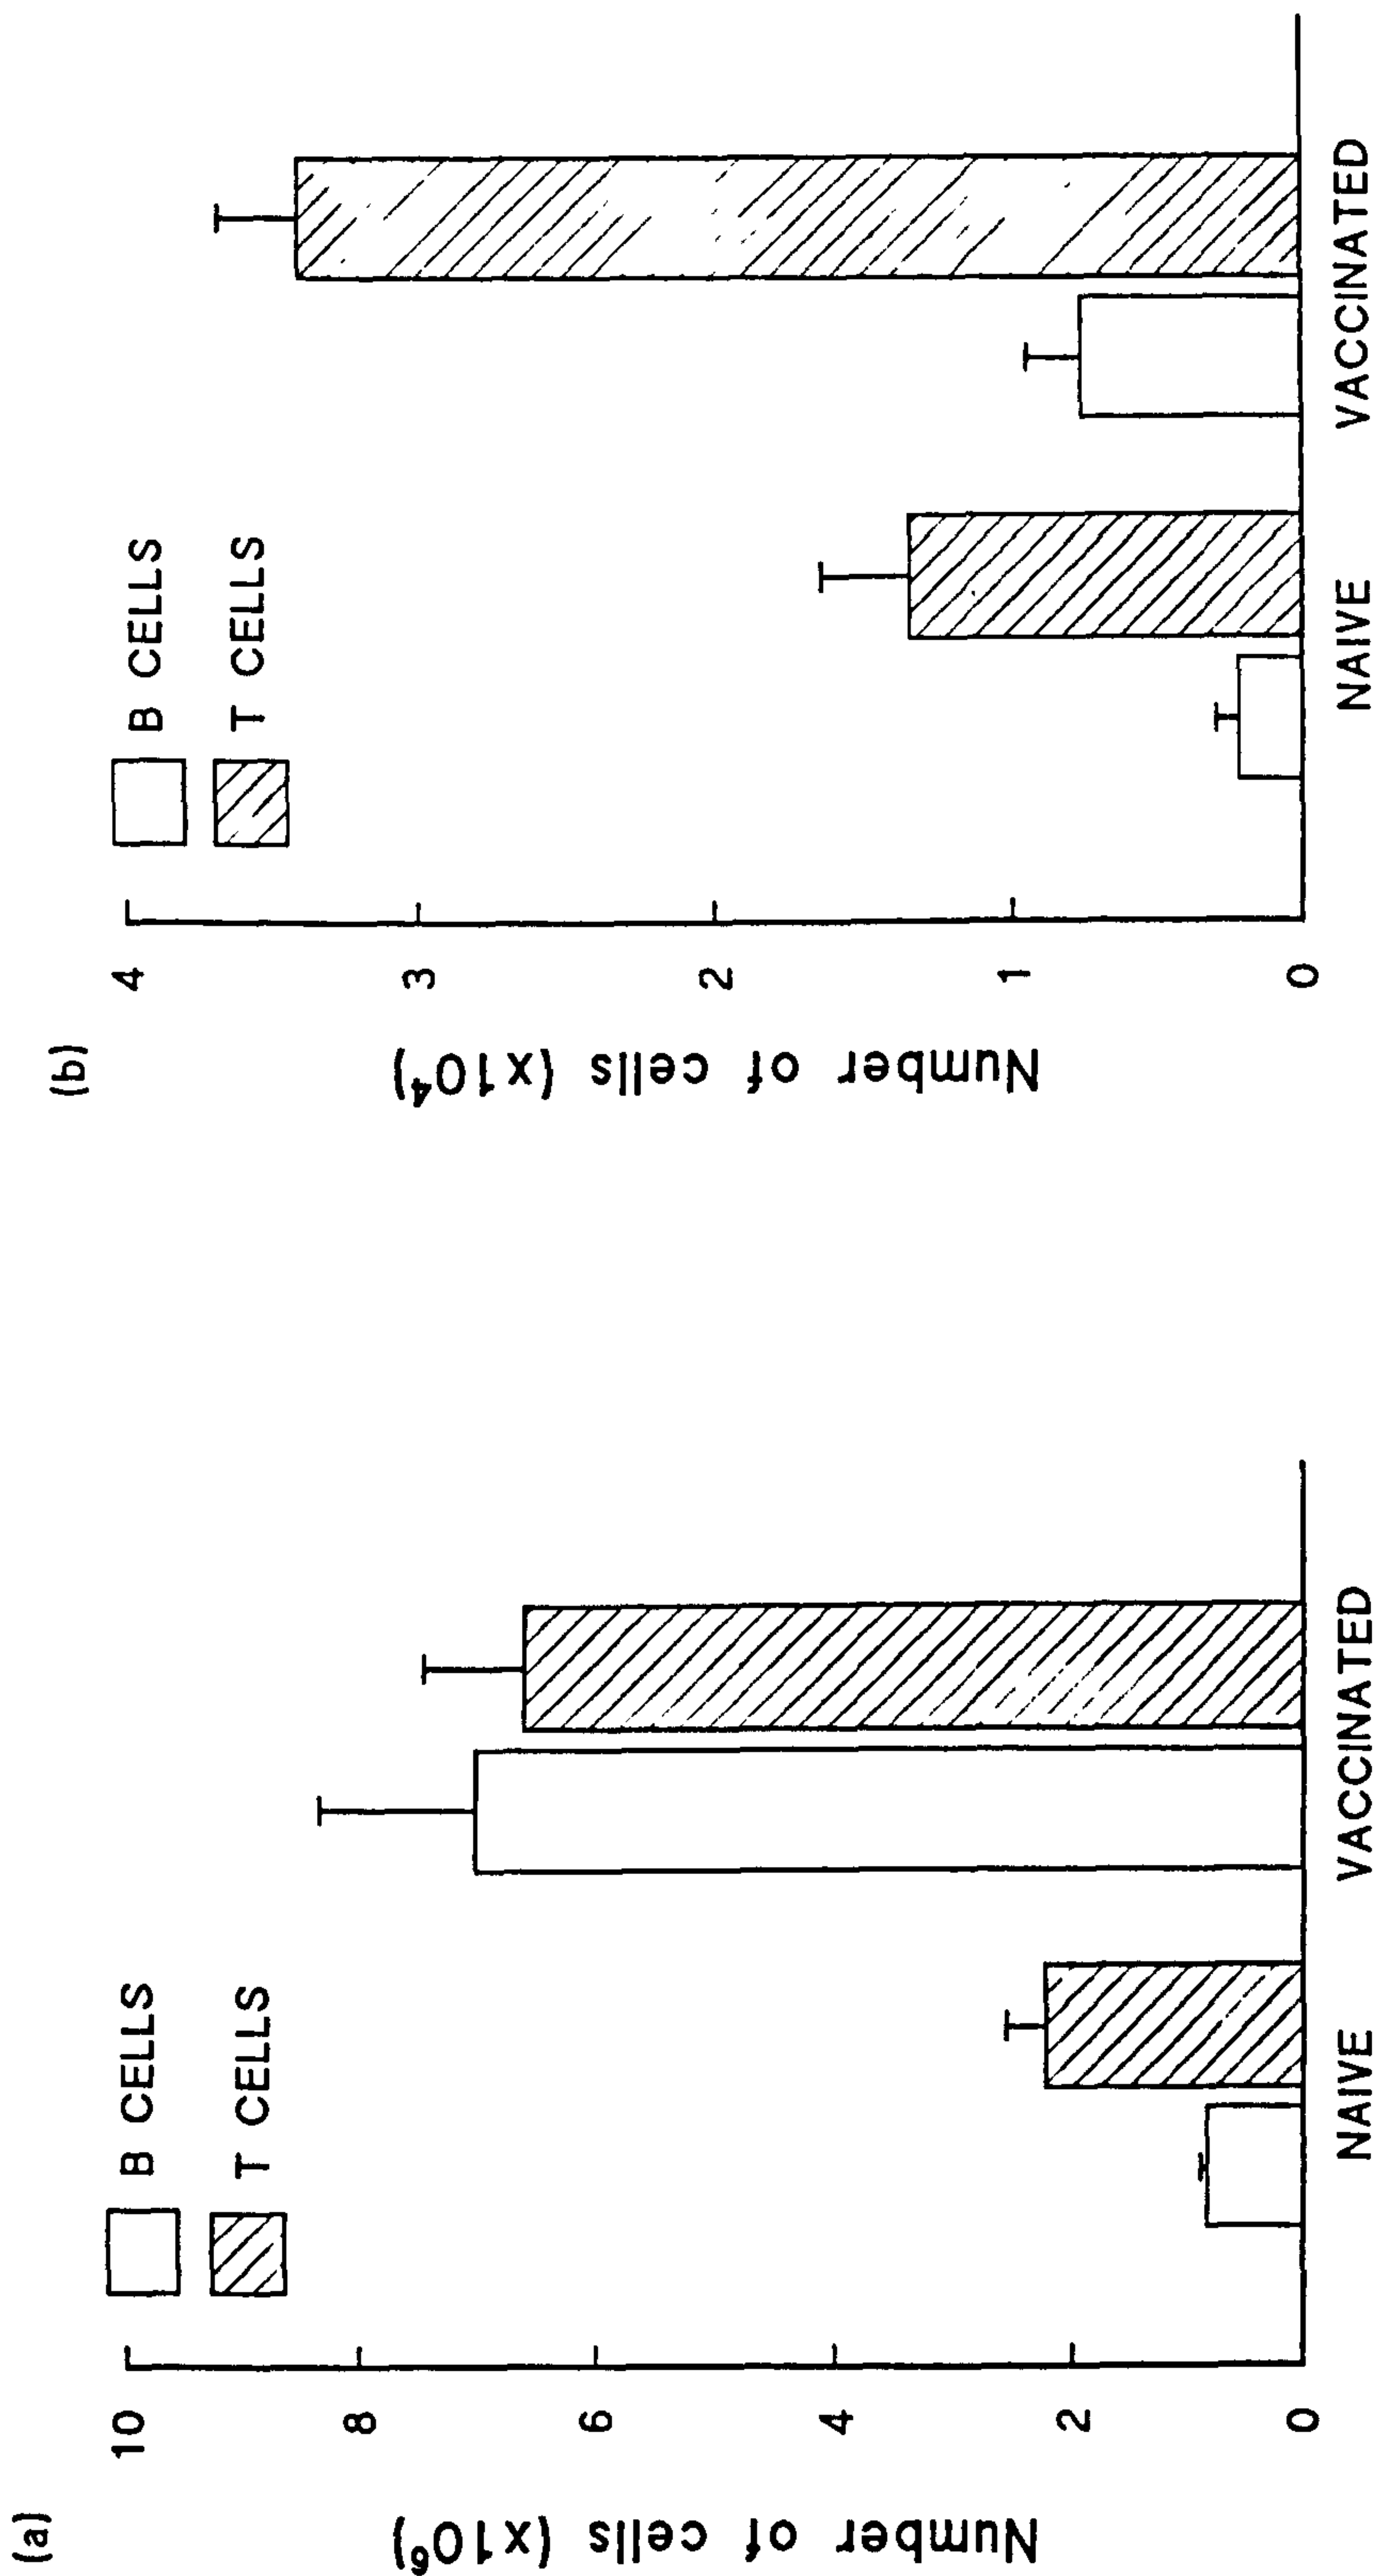 (a)
B CELLS
T CELLS
Number of cells (x10⁶)
10
8
6
4
2
0
NAIVE VACCINATED
(b)
B CELLS
T CELLS
Number of cells (x10⁴)
4
3
2
1
0
NAIVE VACCINATED